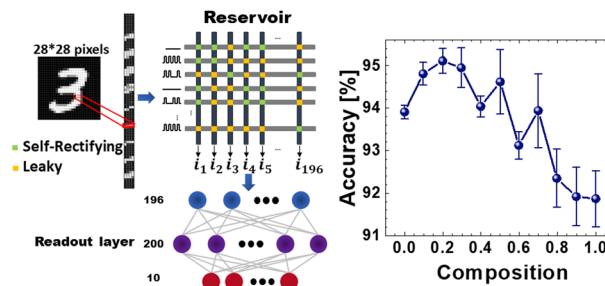 28*28 pixels
3
Self-Rectifying
Leaky
Reservoir
...
i1 i2 i3 i4 i5 i196
...
196
Readout layer 200
10
Accuracy [%]
95
94
93
92
91
0.0 0.2 0.4 0.6 0.8 1.0
Composition